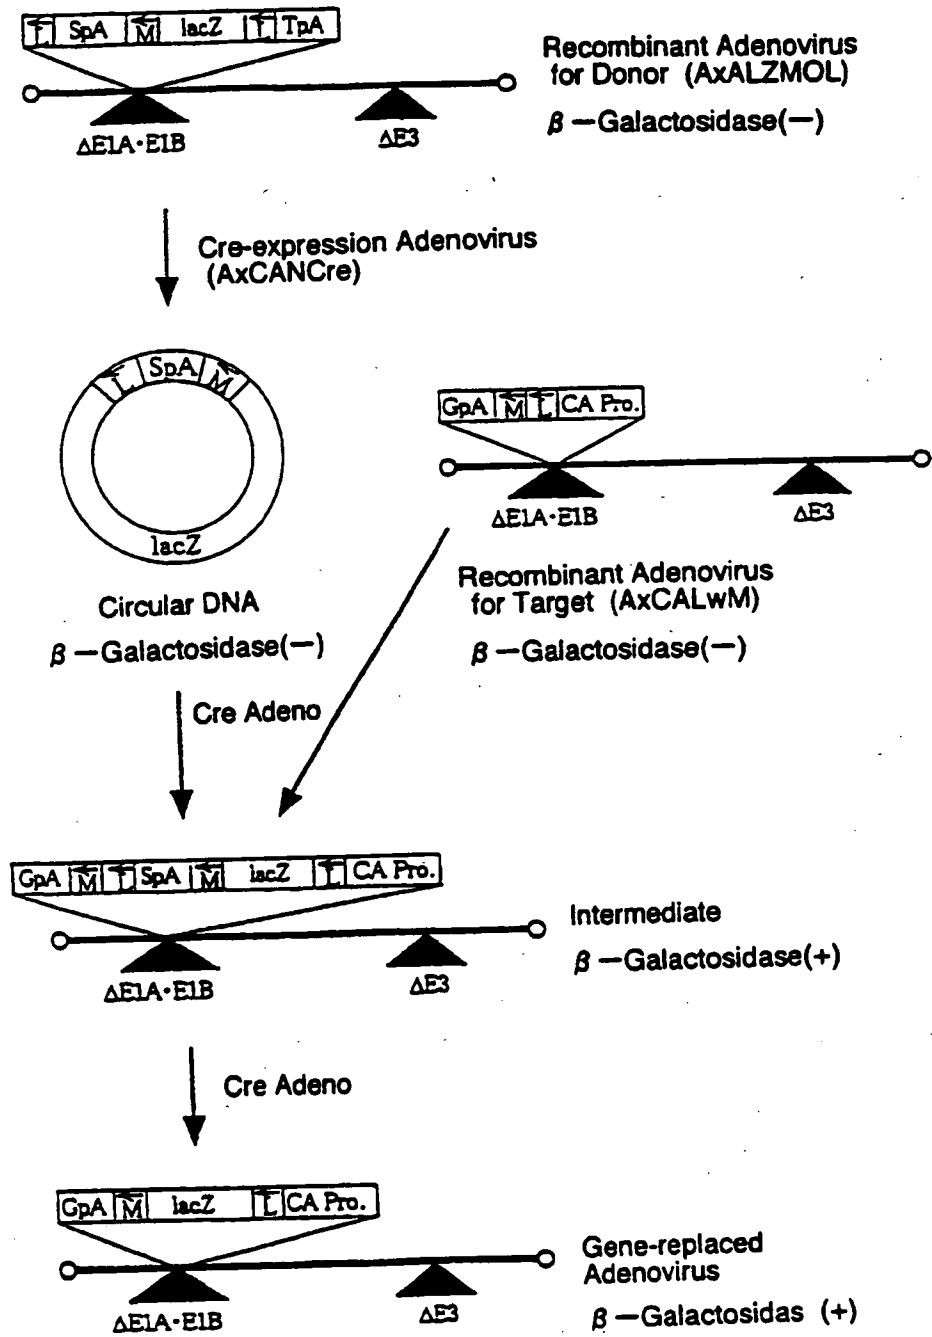 L SpA M lacZ L TpA
Recombinant Adenovirus
for Donor (AxALZMOL)
β —Galactosidase(—)
ΔE1A·E1B
ΔE3
Cre-expression Adenovirus
(AxCANCre)
L SpA M
lacZ
Circular DNA
β —Galactosidase(—)
GpA M L CA Pro.
ΔE1A·E1B
ΔE3
Recombinant Adenovirus
for Target (AxCALwM)
β —Galactosidase(—)
Cre Adeno
GpA M L SpA M lacZ L CA Pro.
Intermediate
β —Galactosidase(+)
ΔE1A·E1B
ΔE3
Cre Adeno
GpA M lacZ L CA Pro.
Gene-replaced
Adenovirus
β —Galactosidas (+)
ΔE1A·E1B
ΔE3